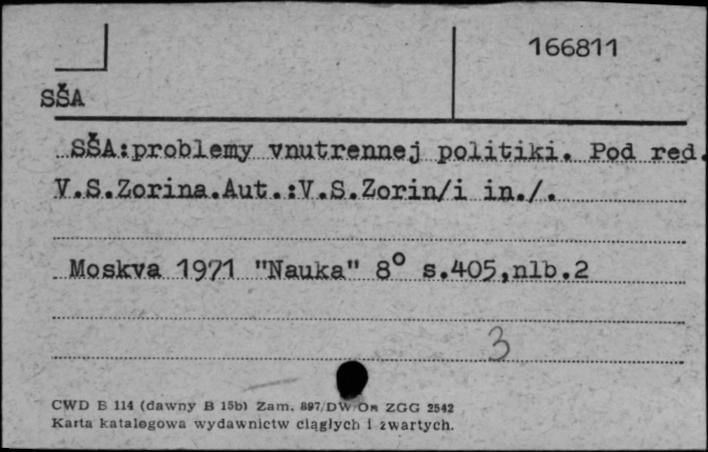 166811
SŠA
SŠA:problemy vnutrennej politiki. Pod red.
V.S.Zorina.Aut.:V.S.Zorin/i in./.
Moskva 1971 "Nauka" 8° s.405,nlb.2
3
CWD B 114 (dawny B 15b) Zam. 897/DW/On ZGG 2542
Karta katalogowa wydawnictw ciągłych i zwartych.